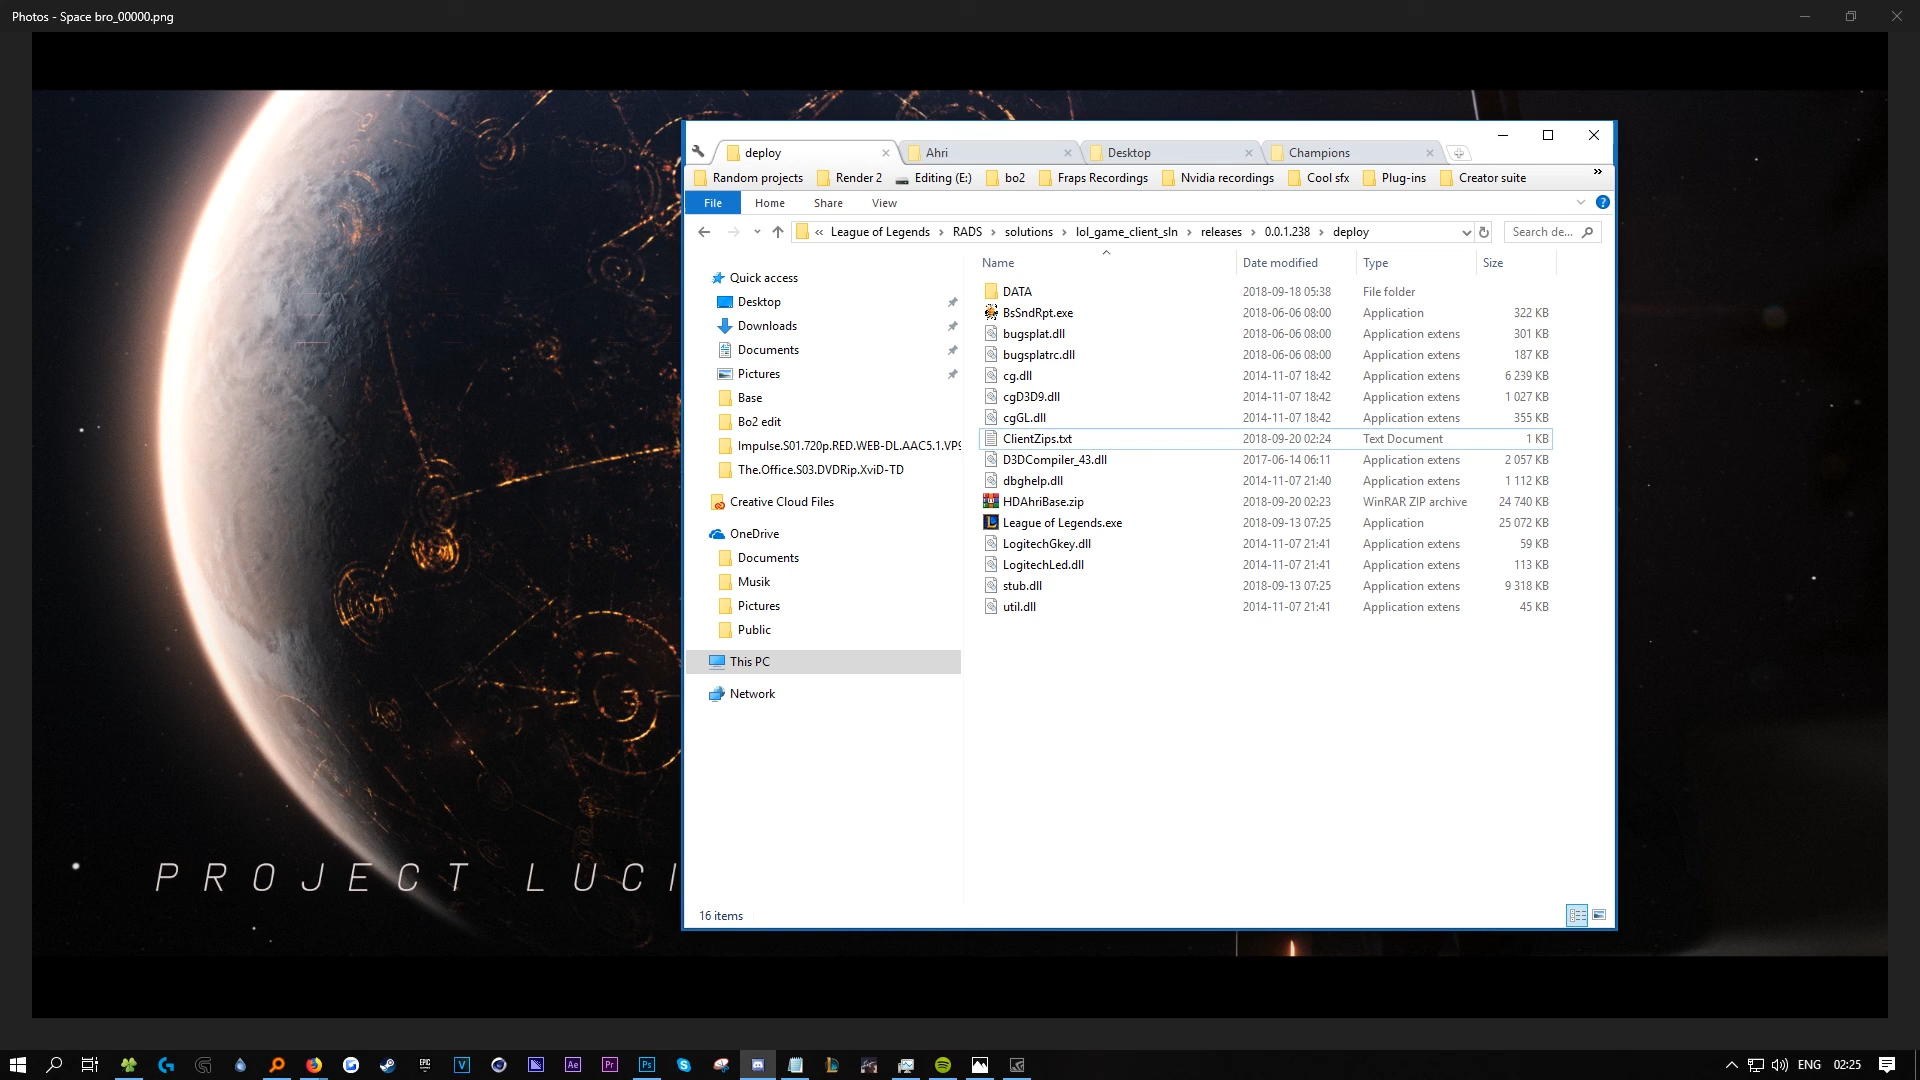 Photos - Space bro_00000.png
deploy
Ahri
Desktop
Champions
Random projects
Render 2
Editing (E:)
bo2
Fraps Recordings
Nvidia recordings
Cool sfx
Plug-ins
Creator suite
»
File
Home
Share
View
?
« League of Legends › RADS › solutions › lol_game_client_sln › releases › 0.0.1.238 › deploy
Search de...
Name Date modified Type Size
Quick access
Desktop
Downloads
Documents
Pictures
Base
Bo2 edit
Impulse.S01.720p.RED.WEB-DL.AAC5.1.VP9
The.Office.S03.DVDRip.XviD-TD
Creative Cloud Files
OneDrive
Documents
Musik
Pictures
Public
This PC
Network
DATA 2018-09-18 05:38 File folder
BsSndRpt.exe 2018-06-06 08:00 Application 322 KB
bugsplat.dll 2018-06-06 08:00 Application extens 301 KB
bugsplatrc.dll 2018-06-06 08:00 Application extens 187 KB
cg.dll 2014-11-07 18:42 Application extens 6 239 KB
cgD3D9.dll 2014-11-07 18:42 Application extens 1 027 KB
cgGL.dll 2014-11-07 18:42 Application extens 355 KB
ClientZips.txt 2018-09-20 02:24 Text Document 1 KB
D3DCompiler_43.dll 2017-06-14 06:11 Application extens 2 057 KB
dbghelp.dll 2014-11-07 21:40 Application extens 1 112 KB
HDAhriBase.zip 2018-09-20 02:23 WinRAR ZIP archive 24 740 KB
League of Legends.exe 2018-09-13 07:25 Application 25 072 KB
LogitechGkey.dll 2014-11-07 21:41 Application extens 59 KB
LogitechLed.dll 2014-11-07 21:41 Application extens 113 KB
stub.dll 2018-09-13 07:25 Application extens 9 318 KB
util.dll 2014-11-07 21:41 Application extens 45 KB
PROJECT LUCI
16 items
EPIC
V
Ae
Pr
Ps
ENG
02:25